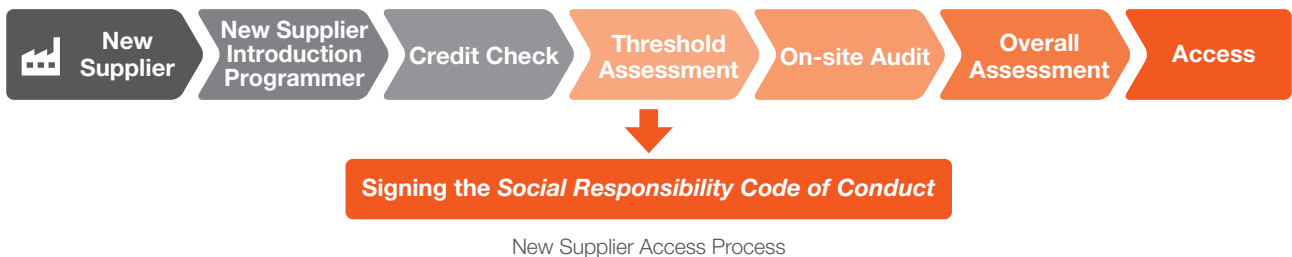 New
Supplier
New Supplier
Introduction
Programmer
Credit Check
Threshold
Assessment
On-site Audit
Overall
Assessment
Access
Signing the Social Responsibility Code of Conduct
New Supplier Access Process